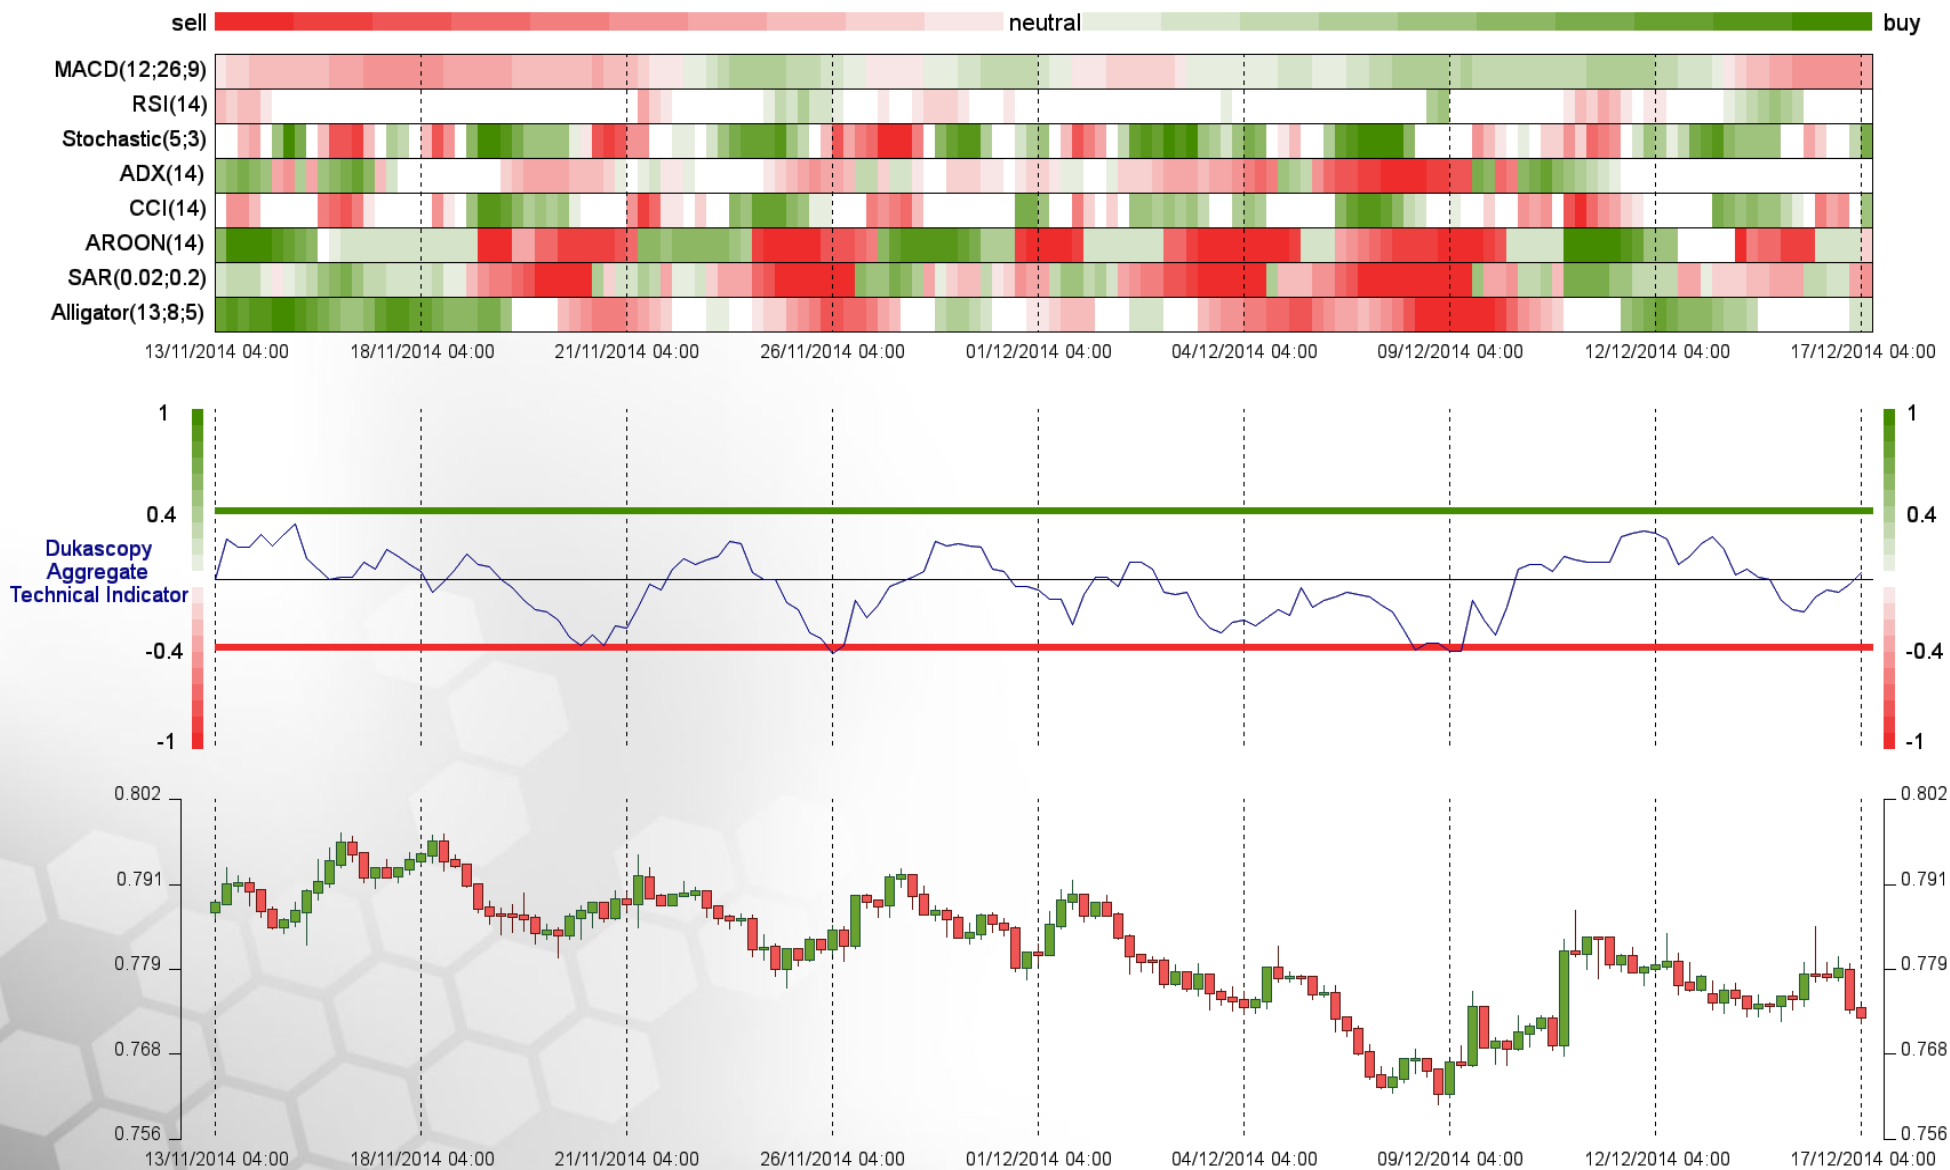 sell neutral buy
MACD(12;26;9)
RSI(14)
Stochastic(5;3)
ADX(14)
CCI(14)
AROON(14)
SAR(0.02;0.2)
Alligator(13;8;5)
13/11/2014 04:00 18/11/2014 04:00 21/11/2014 04:00 26/11/2014 04:00 01/12/2014 04:00 04/12/2014 04:00 09/12/2014 04:00 12/12/2014 04:00 17/12/2014 04:00
1 1
0.4 0.4
Dukascopy
Aggregate
Technical Indicator
-0.4 -0.4
-1 -1
0.802 0.802
0.791 0.791
0.779 0.779
0.768 0.768
0.756 0.756
13/11/2014 04:00 18/11/2014 04:00 21/11/2014 04:00 26/11/2014 04:00 01/12/2014 04:00 04/12/2014 04:00 09/12/2014 04:00 12/12/2014 04:00 17/12/2014 04:00